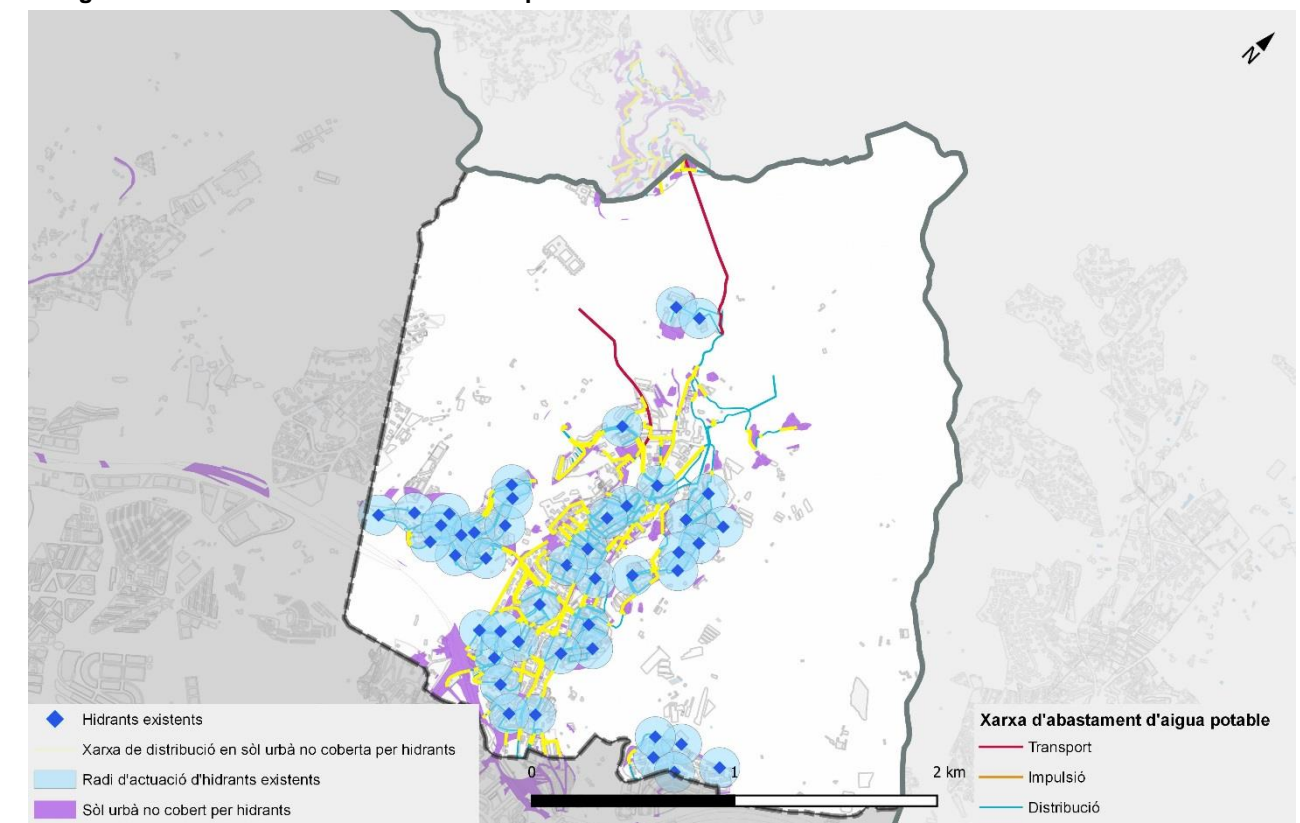 N
Hidrants existents
Xarxa de distribució en sòl urbà no coberta per hidrants
Radi d'actuació d'hidrants existents
Sòl urbà no cobert per hidrants
0 1 2 km
Xarxa d'abastament d'aigua potable
Transport
Impulsió
Distribució